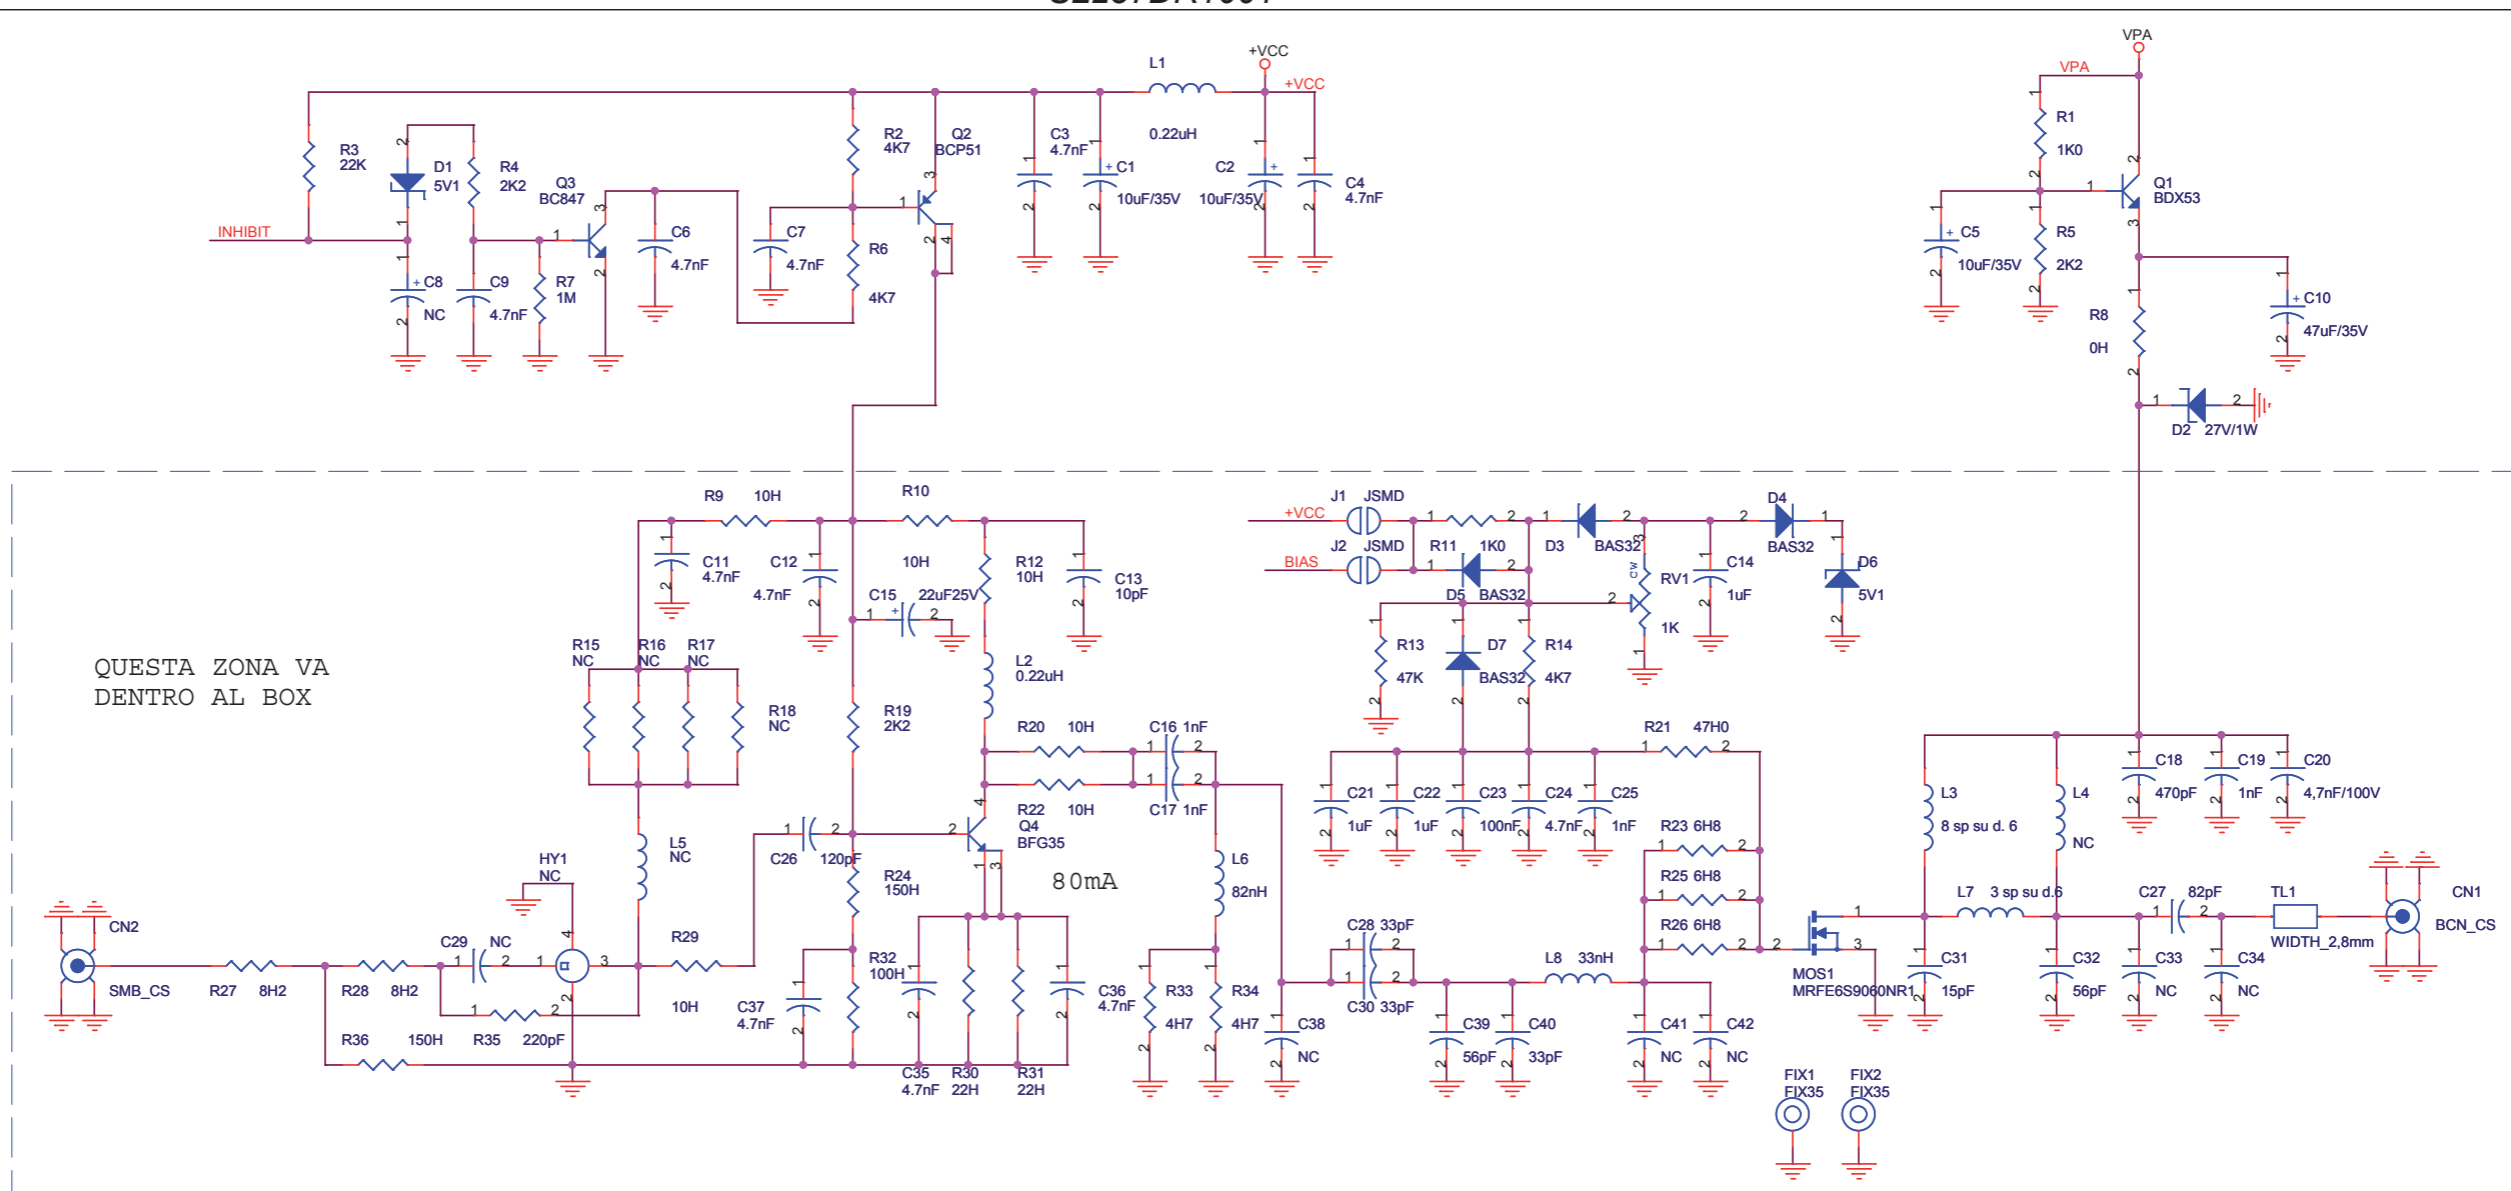 +VCC
VPA
L1
VPA
+VCC
R1
R2
Q2
C3
0.22uH
4K7
BCP51
4.7nF
1K0
R3
D1
R4
C1
C2
C4
22K
5V1
2K2
Q3
10uF/35V
10uF/35V
4.7nF
Q1
BC847
BDX53
INHIBIT
C6
C7
R6
C5
R5
4.7nF
4.7nF
10uF/35V
2K2
C8
C9
R7
4K7
C10
NC
4.7nF
1M
R8
47uF/35V
0H
D2 27V/1W
R9 10H
R10
J1 JSMD
D4
+VCC
C11
C12
10H
R12
J2 JSMD
R11 1K0
D3 BAS32
BAS32
4.7nF
10H
C13
BIAS
CW
RV1
C14
D6
4.7nF
C15 22uF25V
10pF
D5 BAS32
1uF
5V1
1K
QUESTA ZONA VA
DENTRO AL BOX
R15
R16
R17
NC
NC
NC
L2
R13
D7
R14
0.22uH
47K
BAS32
4K7
R18
R19
NC
2K2
R20 10H
C16 1nF
R21 47H0
C18
C19
C20
470pF
1nF
4,7nF/100V
R22 10H
C17 1nF
C21
C22
C23
C24
C25
L3
L4
1uF
1uF
100nF
4.7nF
1nF
8 sp su d. 6
NC
Q4
BFG35
R23 6H8
L5
NC
C26 120pF
HY1
NC
R24
150H
80mA
L6
82nH
R25 6H8
L7 3 sp su d.6
C27 82pF
TL1
CN1
CN2
C29 NC
R29
C28 33pF
R26 6H8
WIDTH_2,8mm
BCN_CS
SMB_CS
R27 8H2
R28 8H2
10H
R32
100H
L8 33nH
MOS1
MRFE6S9060NR1
C31
C32
C33
C34
15pF
56pF
NC
NC
C37
4.7nF
C36
4.7nF
R33
R34
4H7
4H7
C30 33pF
C38
C39
C40
C41
C42
NC
56pF
33pF
NC
NC
R36 150H
R35 220pF
C35
R30
R31
4.7nF
22H
22H
FIX1
FIX2
FIX35
FIX35